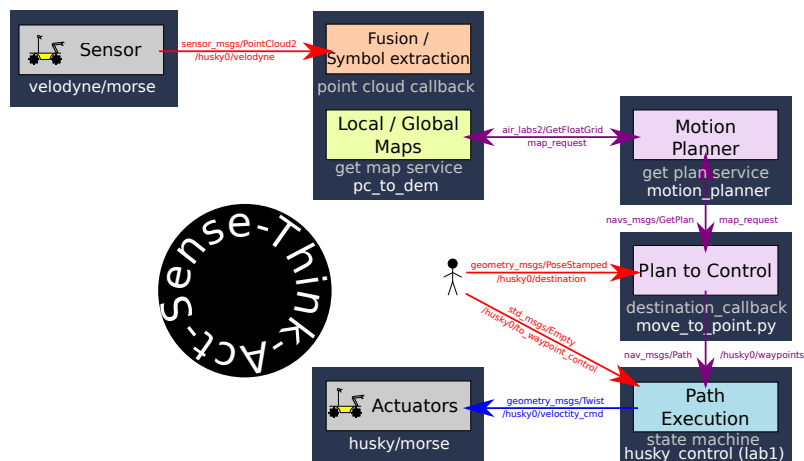 Sensor
velodyne/morse
sensor_msgs/PointCloud2
/husky0/velodyne
Fusion /
Symbol extraction
point cloud callback
Local / Global
Maps
get map service
pc_to_dem
air_labs2/GetFloatGrid
map_request
Motion
Planner
get plan service
motion_planner
navs_msgs/GetPlan
map_request
Sense-Think-Act-
geometry_msgs/PoseStamped
/husky0/destination
Plan to Control
destination_callback
move_to_point.py
std_msgs/Empty
/husky0/to_waypoint_control
nav_msgs/Path
/husky0/waypoints
Actuators
husky/morse
geometry_msgs/Twist
/husky0/veloctity_cmd
Path
Execution
state machine
husky_control (lab1)